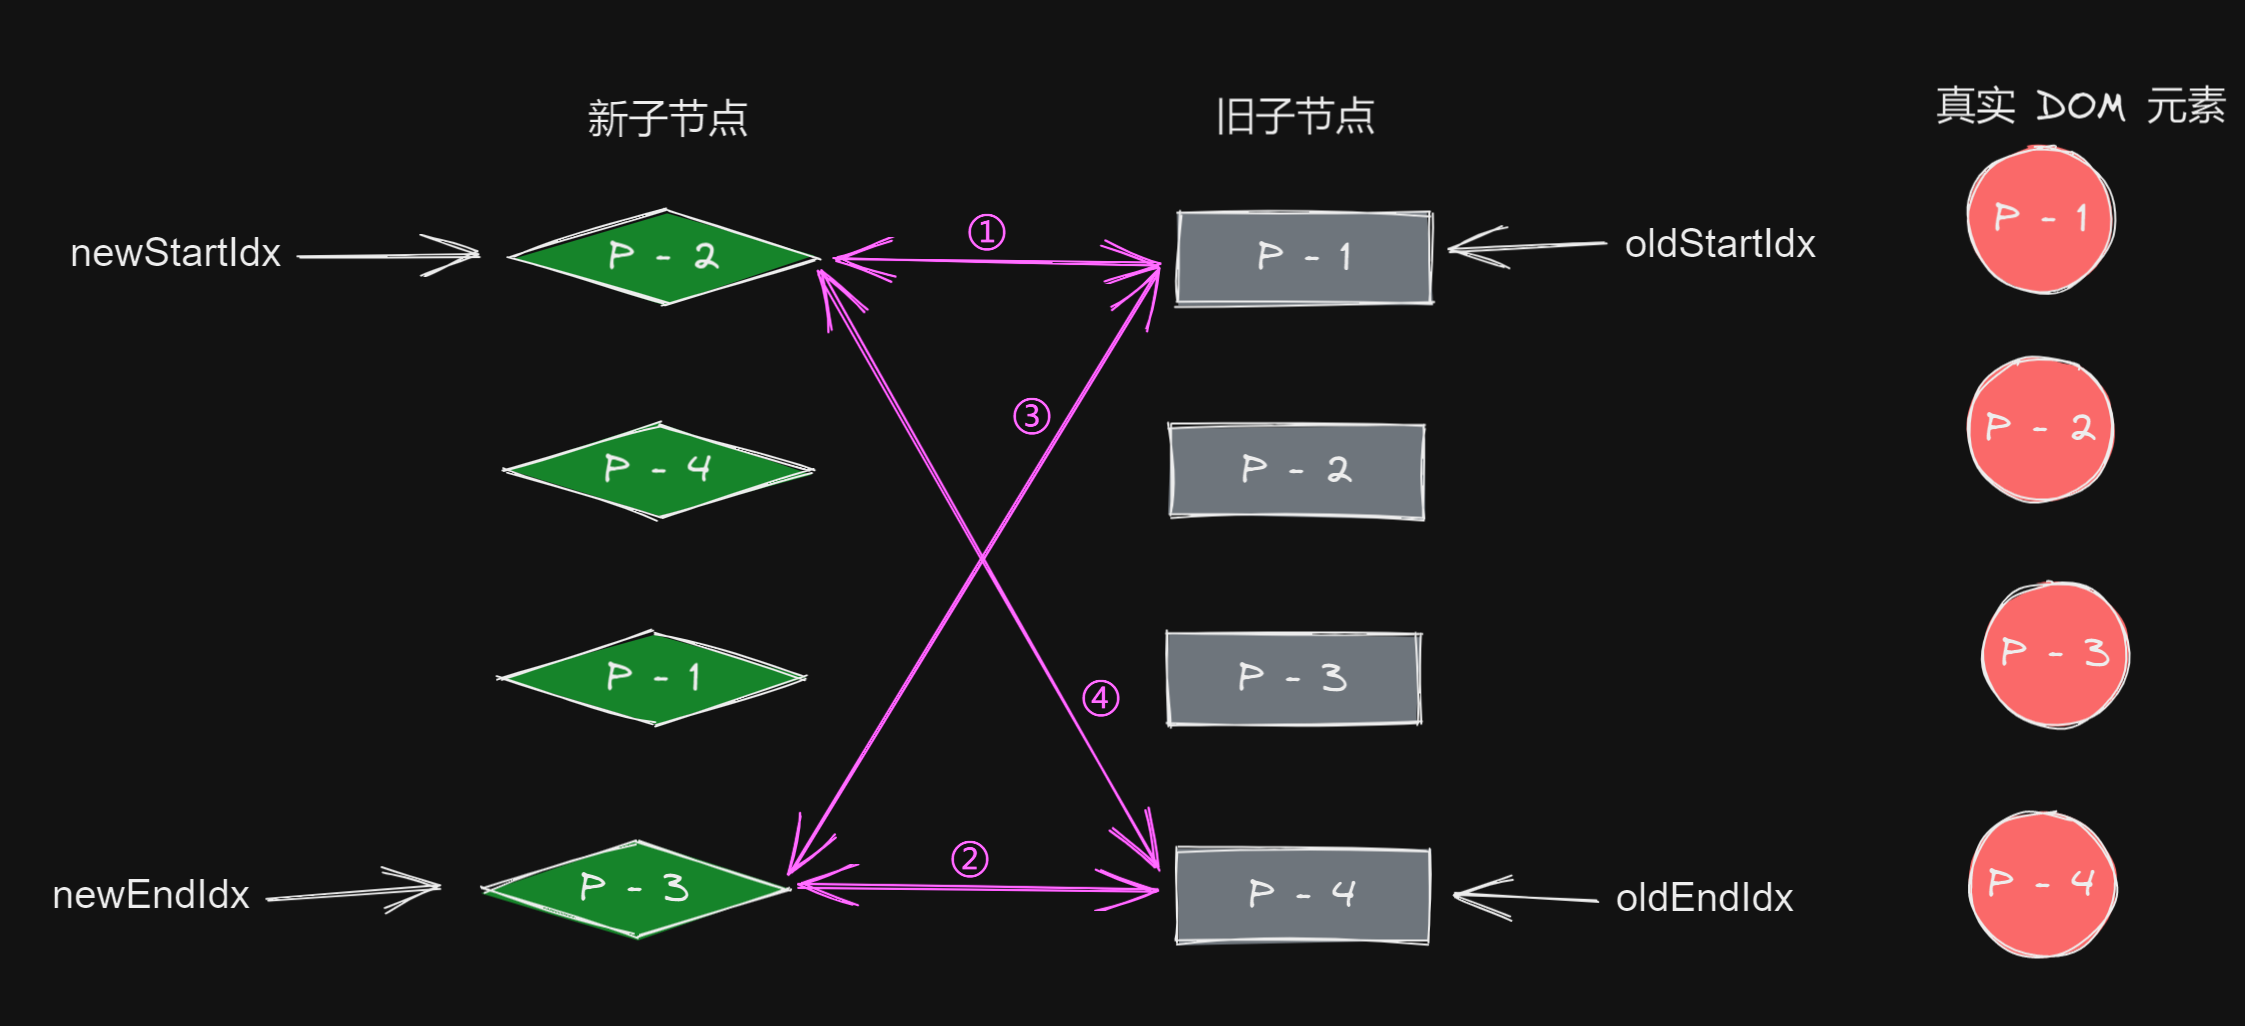 新子节点
旧子节点
真实 DOM 元素
newStartIdx
P - 2
①
P - 1
oldStartIdx
P - 1
P - 4
③
P - 2
P - 2
P - 1
④
P - 3
P - 3
newEndIdx
P - 3
②
P - 4
oldEndIdx
P - 4